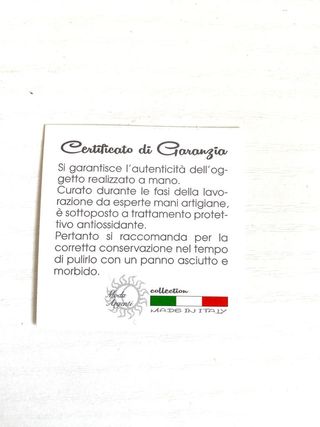 Certificato di Garanzia
Si garantisce l'autenticità dell'og-
getto realizzato a mano.
Curato durante le fasi della lavo-
razione da esperte mani artigiane,
è sottoposto a trattamento protet-
tivo antiossidante.
Pertanto si raccomanda per la
corretta conservazione nel tempo
di pulirlo con un panno asciutto e
morbido.
Moda
Argenti
collection
MADE IN ITALY